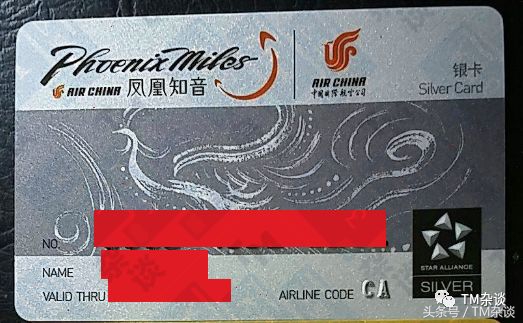 Phoenix Miles
AIR CHINA 凤凰知音
AIR CHINA
中国国际航空公司
银卡
Silver Card
NO.
NAME
VALID THRU
AIRLINE CODE CA
STAR ALLIANCE
SILVER
TM杂谈
头条号 / TM杂谈